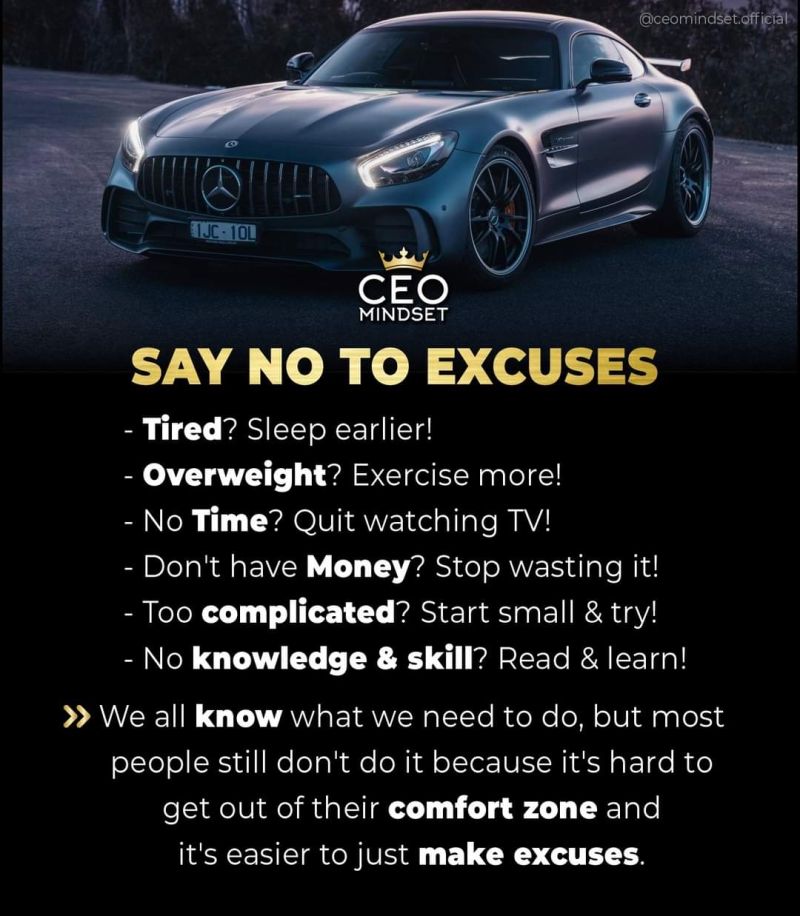 @ceomindset.official
1JC·1OL
CEO
MINDSET
SAY NO TO EXCUSES
- Tired? Sleep earlier!
- Overweight? Exercise more!
- No Time? Quit watching TV!
- Don't have Money? Stop wasting it!
- Too complicated? Start small & try!
- No knowledge & skill? Read & learn!
» We all know what we need to do, but most
people still don't do it because it's hard to
get out of their comfort zone and
it's easier to just make excuses.